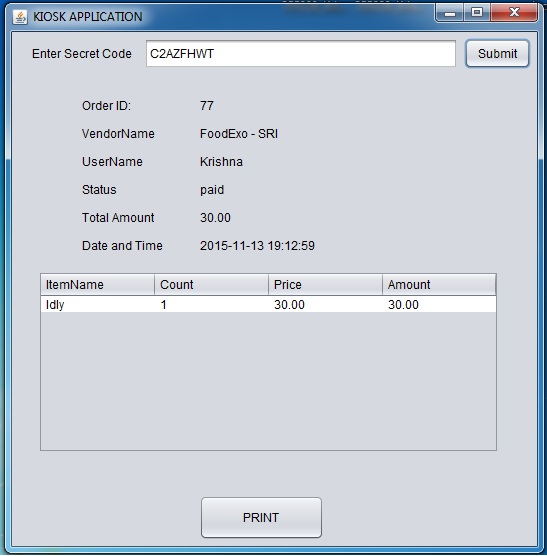 KIOSK APPLICATION
Enter Secret Code C2AZFHWT Submit
Order ID: 77
VendorName FoodExo - SRI
UserName Krishna
Status paid
Total Amount 30.00
Date and Time 2015-11-13 19:12:59
ItemName Count Price Amount
Idly 1 30.00 30.00
PRINT